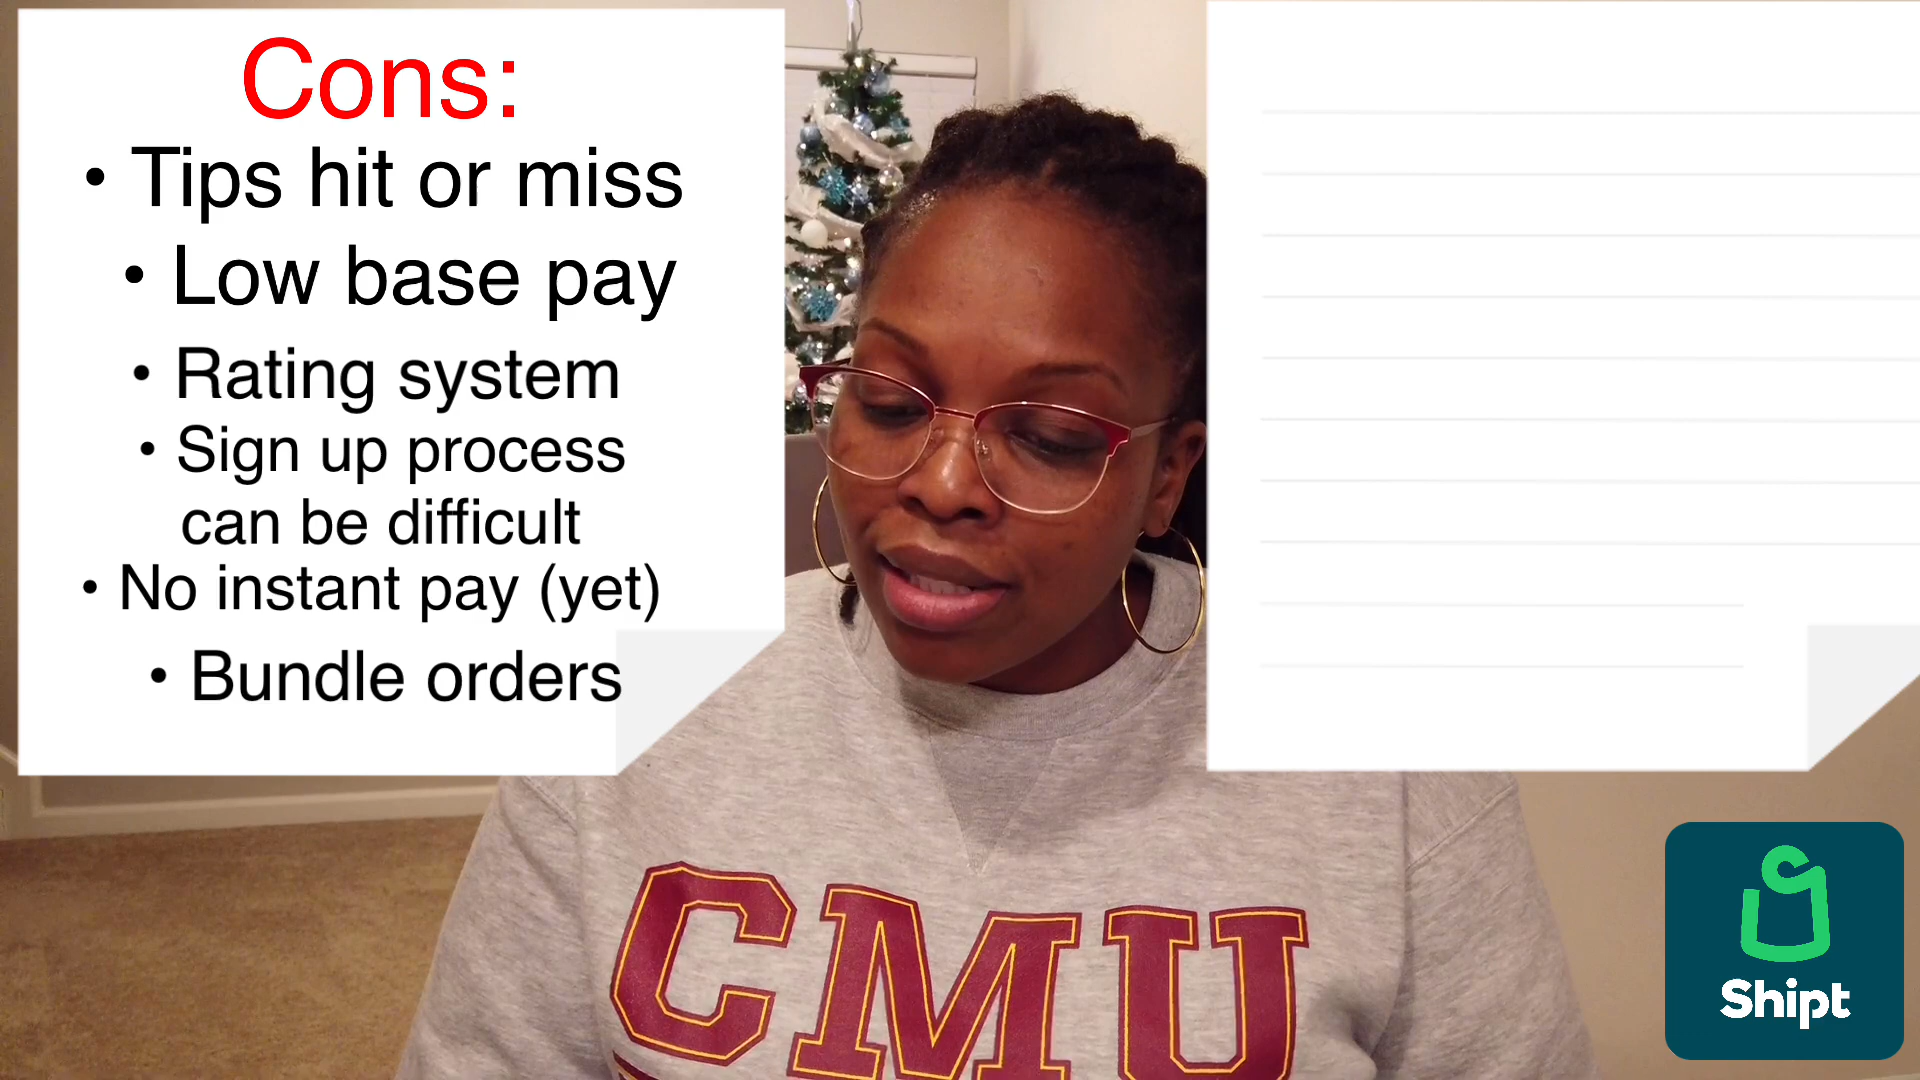 Cons:
• Tips hit or miss
• Low base pay
• Rating system
• Sign up process
can be difficult
• No instant pay (yet)
• Bundle orders
CMU
Shipt